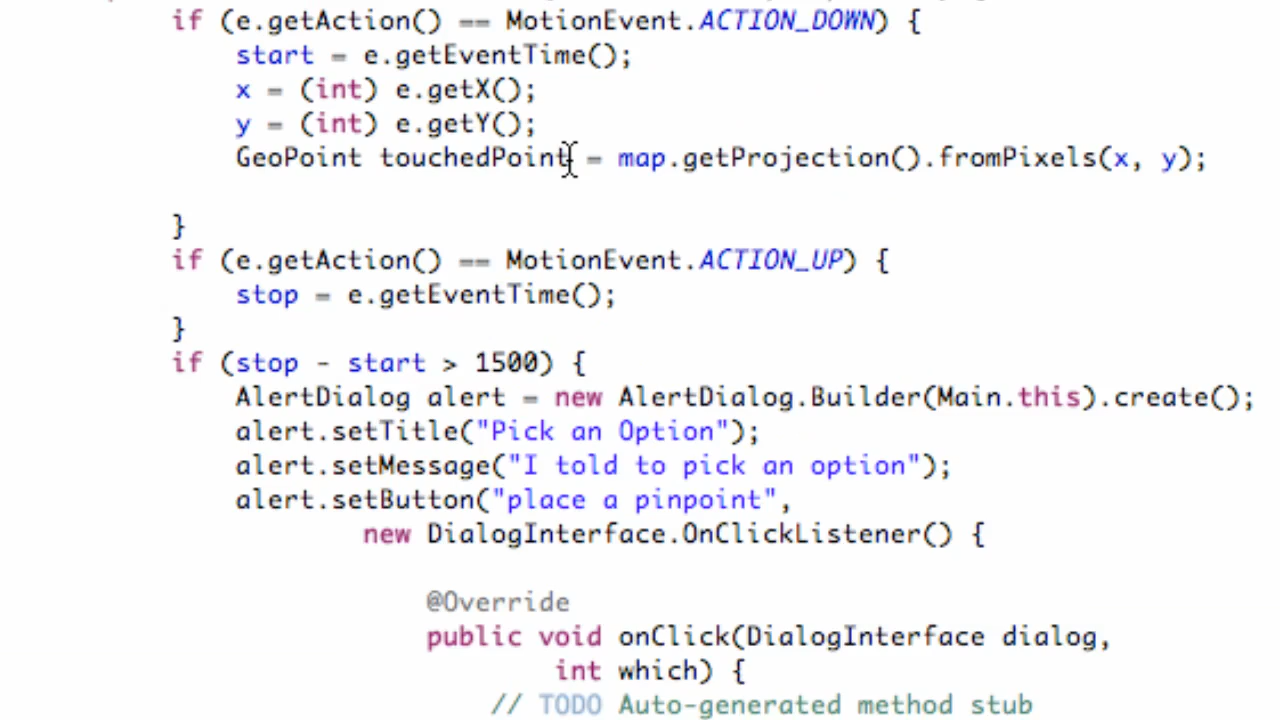 if (e.getAction() == MotionEvent.ACTION_DOWN) {
start = e.getEventTime();
x = (int) e.getX();
y = (int) e.getY();
GeoPoint touchedPoint = map.getProjection().fromPixels(x, y);
}
if (e.getAction() == MotionEvent.ACTION_UP) {
stop = e.getEventTime();
}
if (stop - start > 1500) {
AlertDialog alert = new AlertDialog.Builder(Main.this).create();
alert.setTitle("Pick an Option");
alert.setMessage("I told to pick an option");
alert.setButton("place a pinpoint",
new DialogInterface.OnClickListener() {
@Override
public void onClick(DialogInterface dialog,
int which) {
// TODO Auto-generated method stub